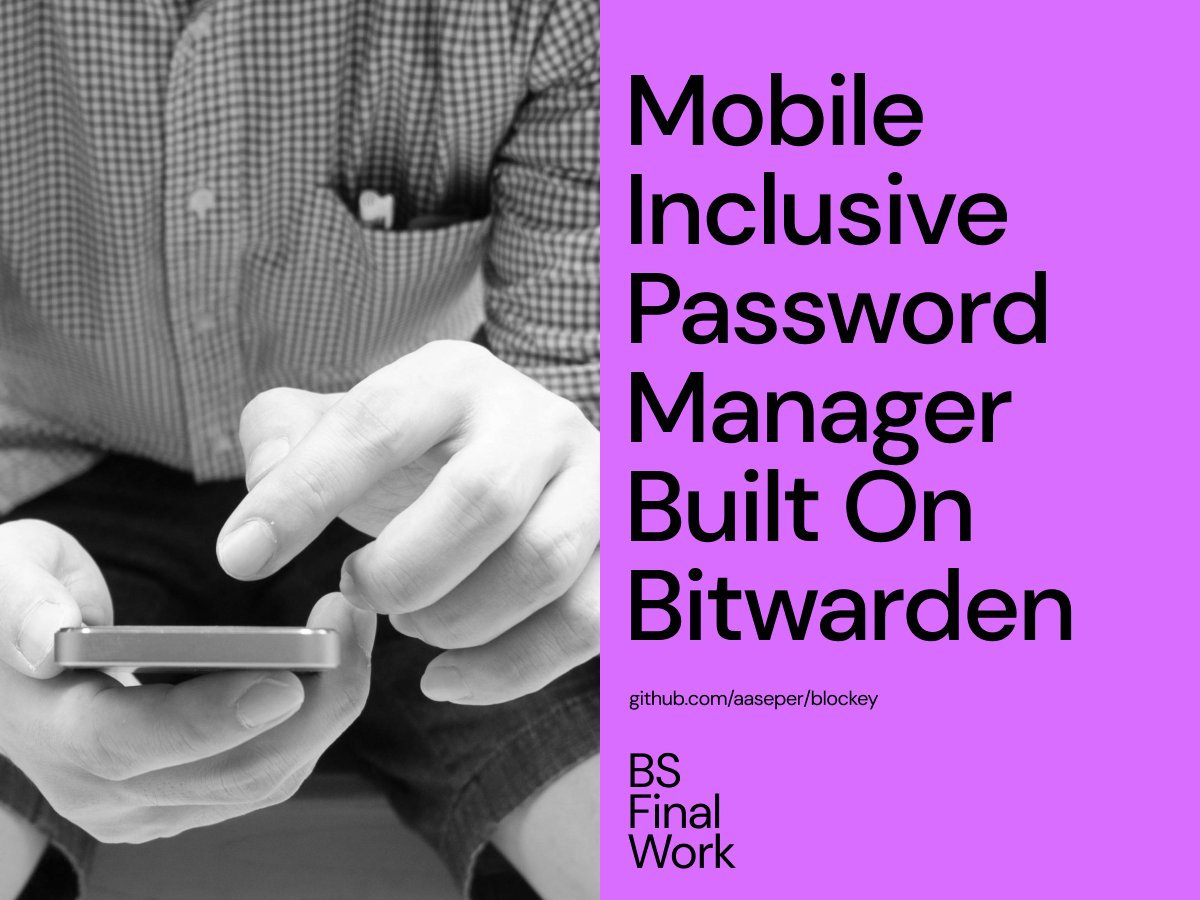 Mobile
Inclusive
Password
Manager
Built On
Bitwarden
github.com/aaseper/blockey
BS
Final
Work